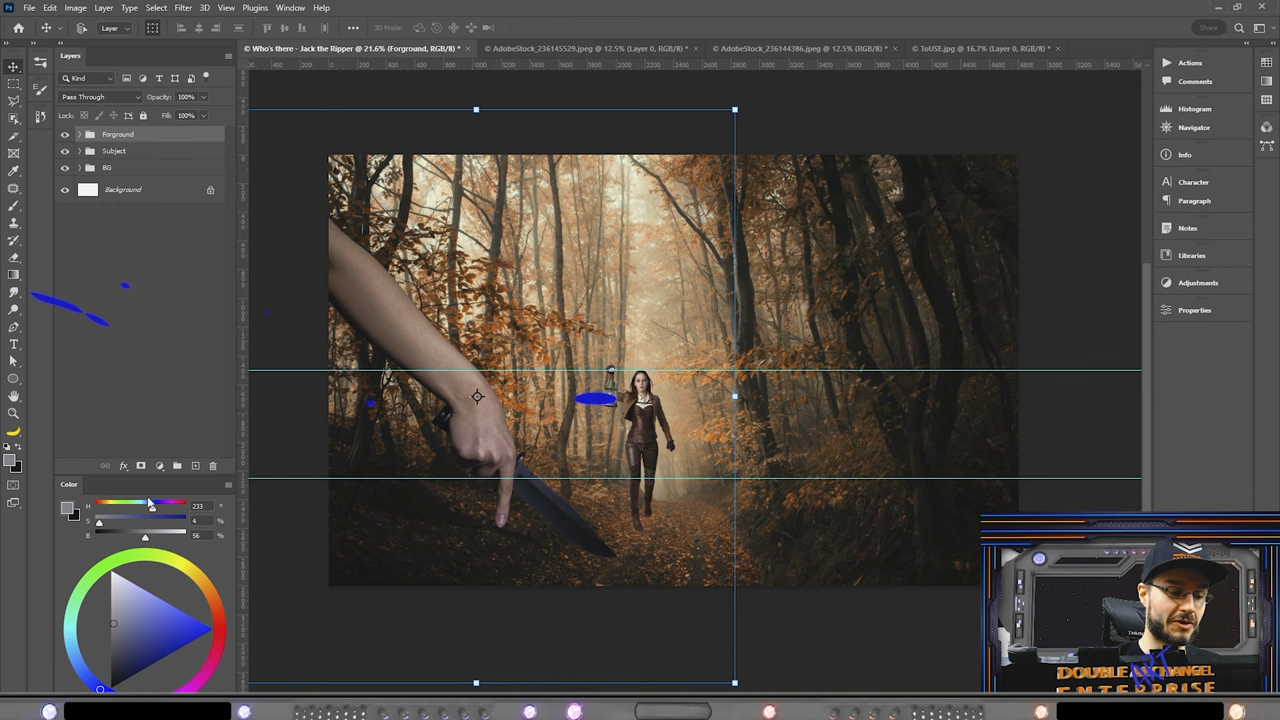 Ps File Edit Image Layer Type Select Filter 3D View Plugins Window Help
Layer 3D Mode: Share
Who's there - Jack the Ripper @ 21.6% (Forground, RGB/8) * ×
AdobeStock_236145529.jpeg @ 12.5% (Layer 0, RGB/8) * ×
AdobeStock_236144386.jpeg @ 12.5% (RGB/8) * ×
ToUSE.jpg @ 16.7% (Layer 0, RGB/8) * ×
Layers
Kind
Pass Through Opacity: 100%
Lock: Fill: 100%
Forground
Subject
BG
Background
Color
H 233 °
S 4 %
B 56 %
Actions
Comments
Histogram
Navigator
Info
Character
Paragraph
Notes
Libraries
Adjustments
Properties
ART
ENTERPRISE